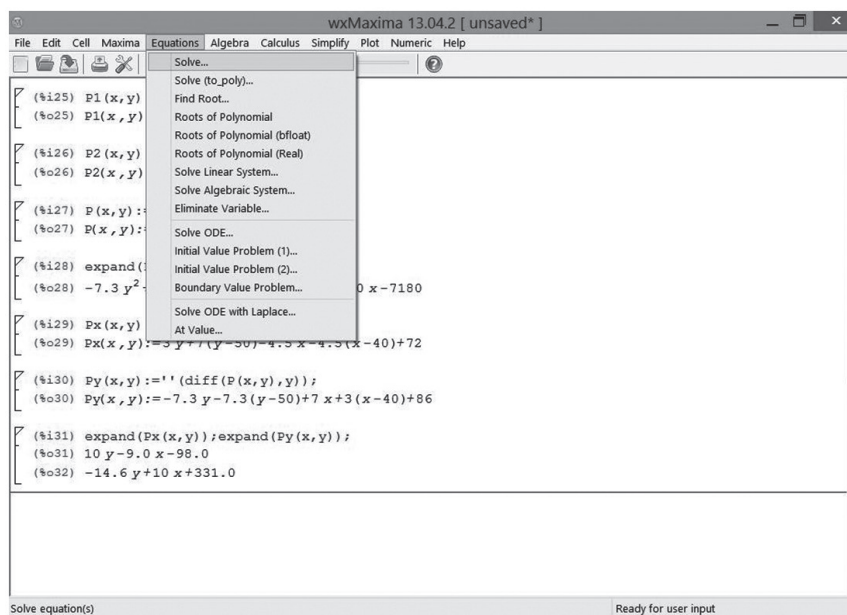 wxMaxima 13.04.2 [ unsaved* ]
File Edit Cell Maxima Equations Algebra Calculus Simplify Plot Numeric Help
Solve...
Solve (to_poly)...
Find Root...
Roots of Polynomial
Roots of Polynomial (bfloat)
Roots of Polynomial (Real)
Solve Linear System...
Solve Algebraic System...
Eliminate Variable...
Solve ODE...
Initial Value Problem (1)...
Initial Value Problem (2)...
Boundary Value Problem...
Solve ODE with Laplace...
At Value...
(%i25) P1(x,y)
(%o25) P1(x,y)
(%i26) P2(x,y)
(%o26) P2(x,y)
(%i27) P(x,y):
(%o27) P(x,y):
(%i28) expand(
(%o28) -7.3 y² x-7180
(%i29) Px(x,y)
(%o29) Px(x,y):=3 y+7(y-50)-4.5 x-4.5(x-40)+72
(%i30) Py(x,y):=''(diff(P(x,y),y));
(%o30) Py(x,y):=-7.3 y-7.3(y-50)+7 x+3(x-40)+86
(%i31) expand(Px(x,y));expand(Py(x,y));
(%o31) 10 y-9.0 x-98.0
(%o32) -14.6 y+10 x+331.0
Solve equation(s) Ready for user input